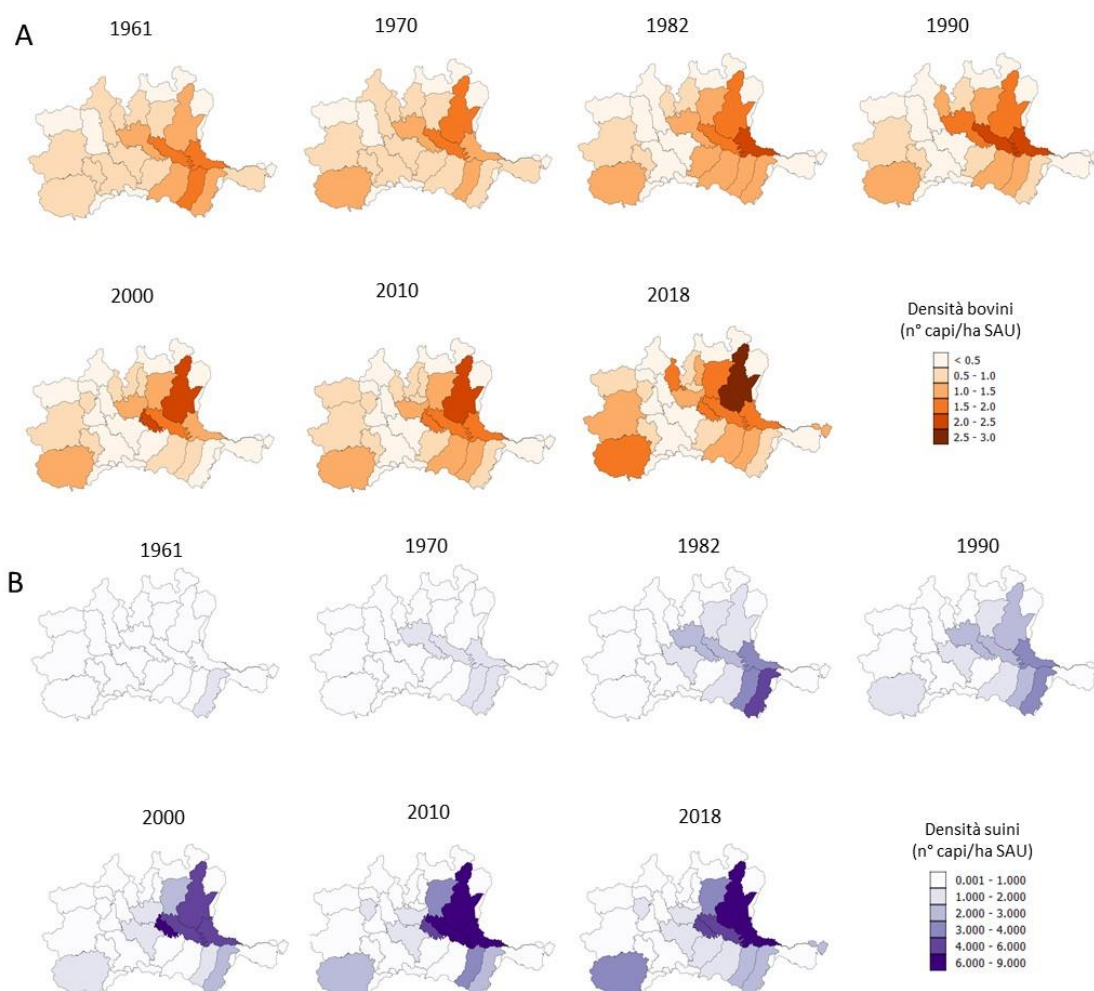 A
1961
1970
1982
1990
2000
2010
2018
Densità bovini
(n° capi/ha SAU)
< 0.5
0.5 - 1.0
1.0 - 1.5
1.5 - 2.0
2.0 - 2.5
2.5 - 3.0
B
1961
1970
1982
1990
2000
2010
2018
Densità suini
(n° capi/ha SAU)
0.001 - 1.000
1.000 - 2.000
2.000 - 3.000
3.000 - 4.000
4.000 - 6.000
6.000 - 9.000